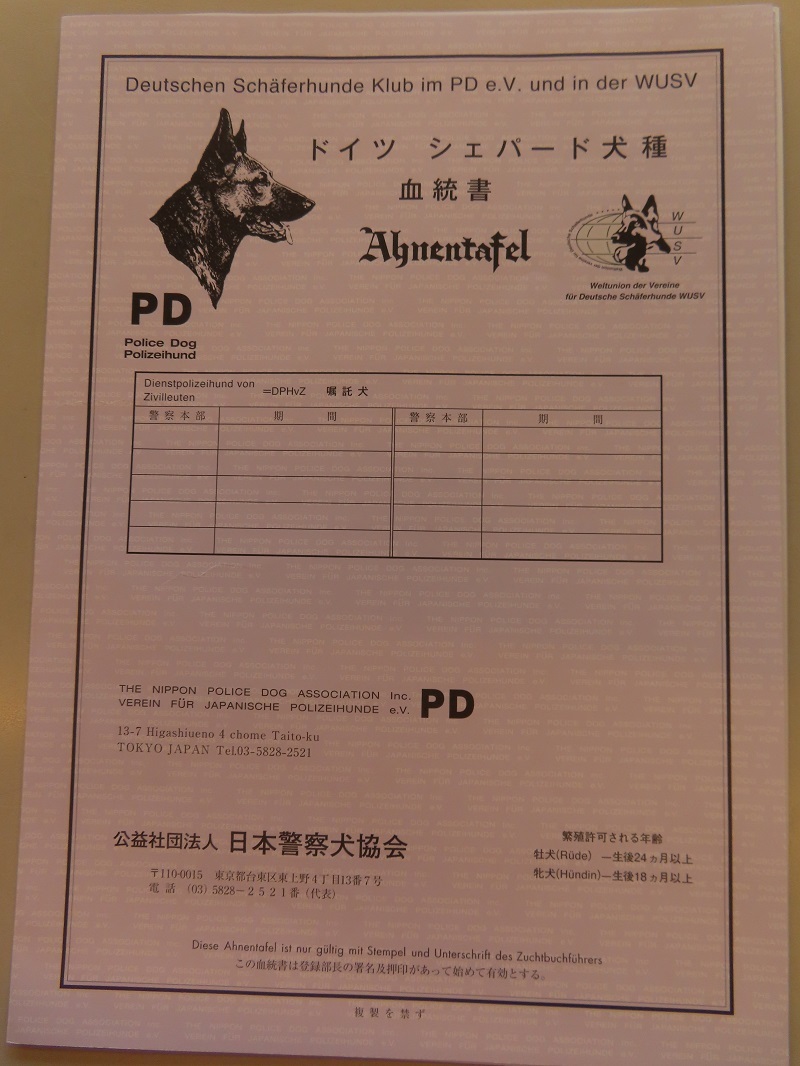 Deutschen Schäferhunde Klub im PD e.V. und in der WUSV
ドイツ シェパード犬種
血統書
Ahnentafel
W
U
S
V
Weltunion der Vereine
für Deutsche Schäferhunde WUSV
PD
Police Dog
Polizeihund
Dienstpolizeihund von
Zivilleuten
=DPHvZ 嘱託犬
警察本部 期間 警察本部 期間
THE NIPPON POLICE DOG ASSOCIATION Inc.
VEREIN FÜR JAPANISCHE POLIZEIHUNDE e.V.
PD
13-7 Higashiueno 4 chome Taito-ku
TOKYO JAPAN Tel.03-5828-2521
公益社団法人 日本警察犬協会
〒110-0015 東京都台東区東上野4丁目13番7号
電話 (03) 5828-2521番 (代表)
繁殖許可される年齢
牡犬(Rüde) ―生後24ヵ月以上
牝犬(Hündin)―生後18ヵ月以上
Diese Ahnentafel ist nur gültig mit Stempel und Unterschrift des Zuchtbuchführers
この血統書は登録部長の署名及押印があって始めて有効とする。
複製を禁ず